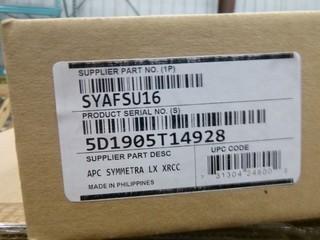 SUPPLIER PART NO. (1P)
SYAFSU16
PRODUCT SERIAL NO. (S)
5D1905T14928
SUPPLIER PART DESC
UPC CODE
APC SYMMETRA LX XRCC
MADE IN PHILIPPINES